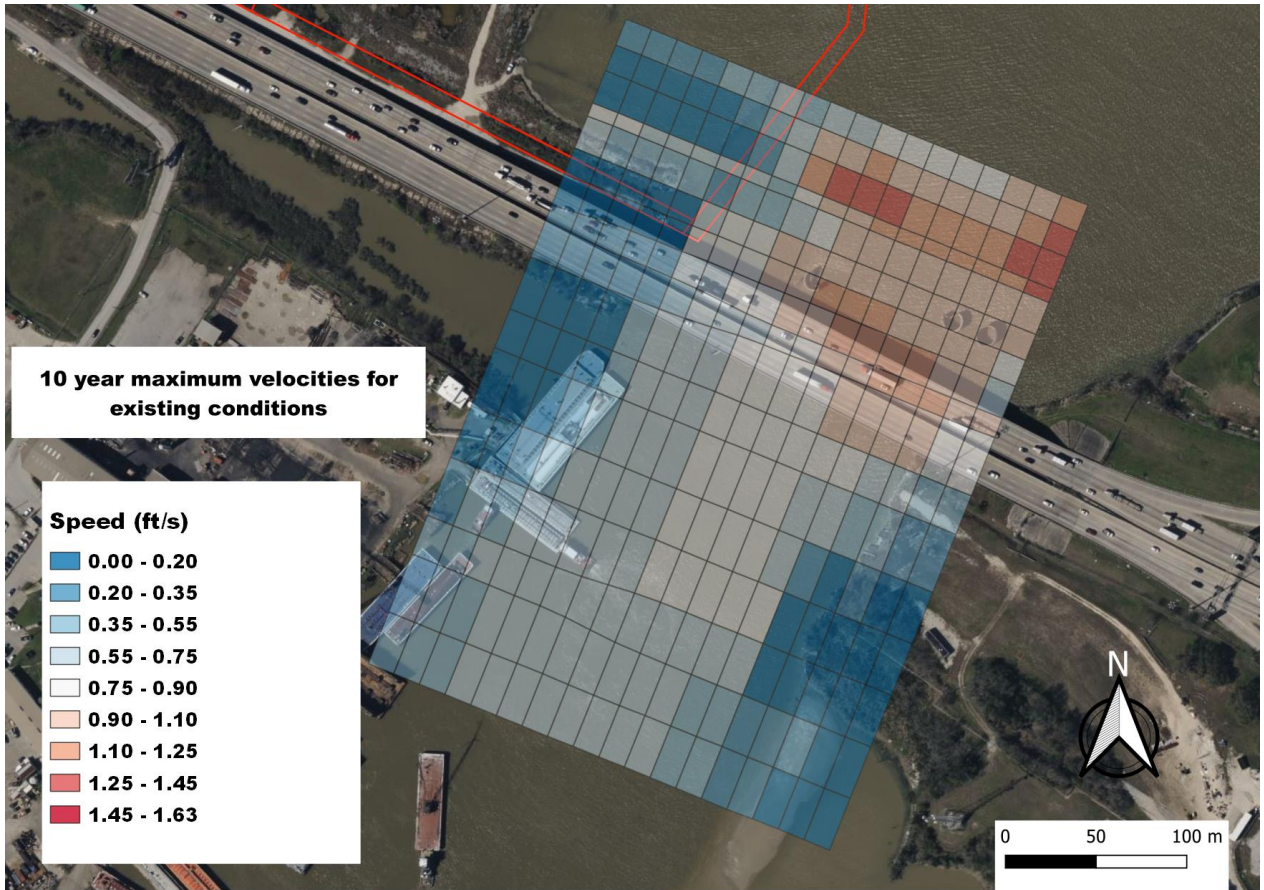 10 year maximum velocities for
existing conditions
Speed (ft/s)
0.00 - 0.20
0.20 - 0.35
0.35 - 0.55
0.55 - 0.75
0.75 - 0.90
0.90 - 1.10
1.10 - 1.25
1.25 - 1.45
1.45 - 1.63
N
0 50 100 m